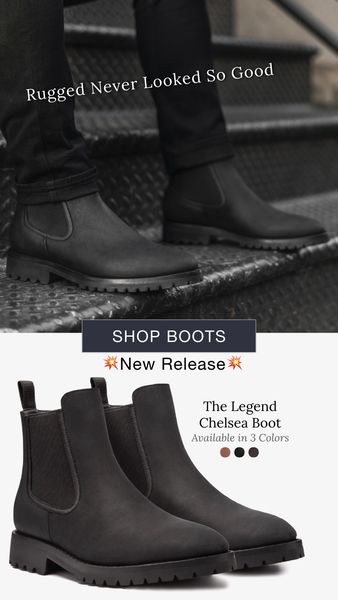 Rugged Never Looked So Good
SHOP BOOTS
💥New Release💥
The Legend
Chelsea Boot
Available in 3 Colors